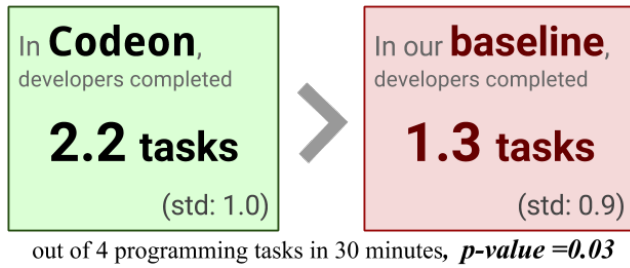 In Codeon,
developers completed
2.2 tasks
(std: 1.0)
>
In our baseline,
developers completed
1.3 tasks
(std: 0.9)
out of 4 programming tasks in 30 minutes, p-value =0.03